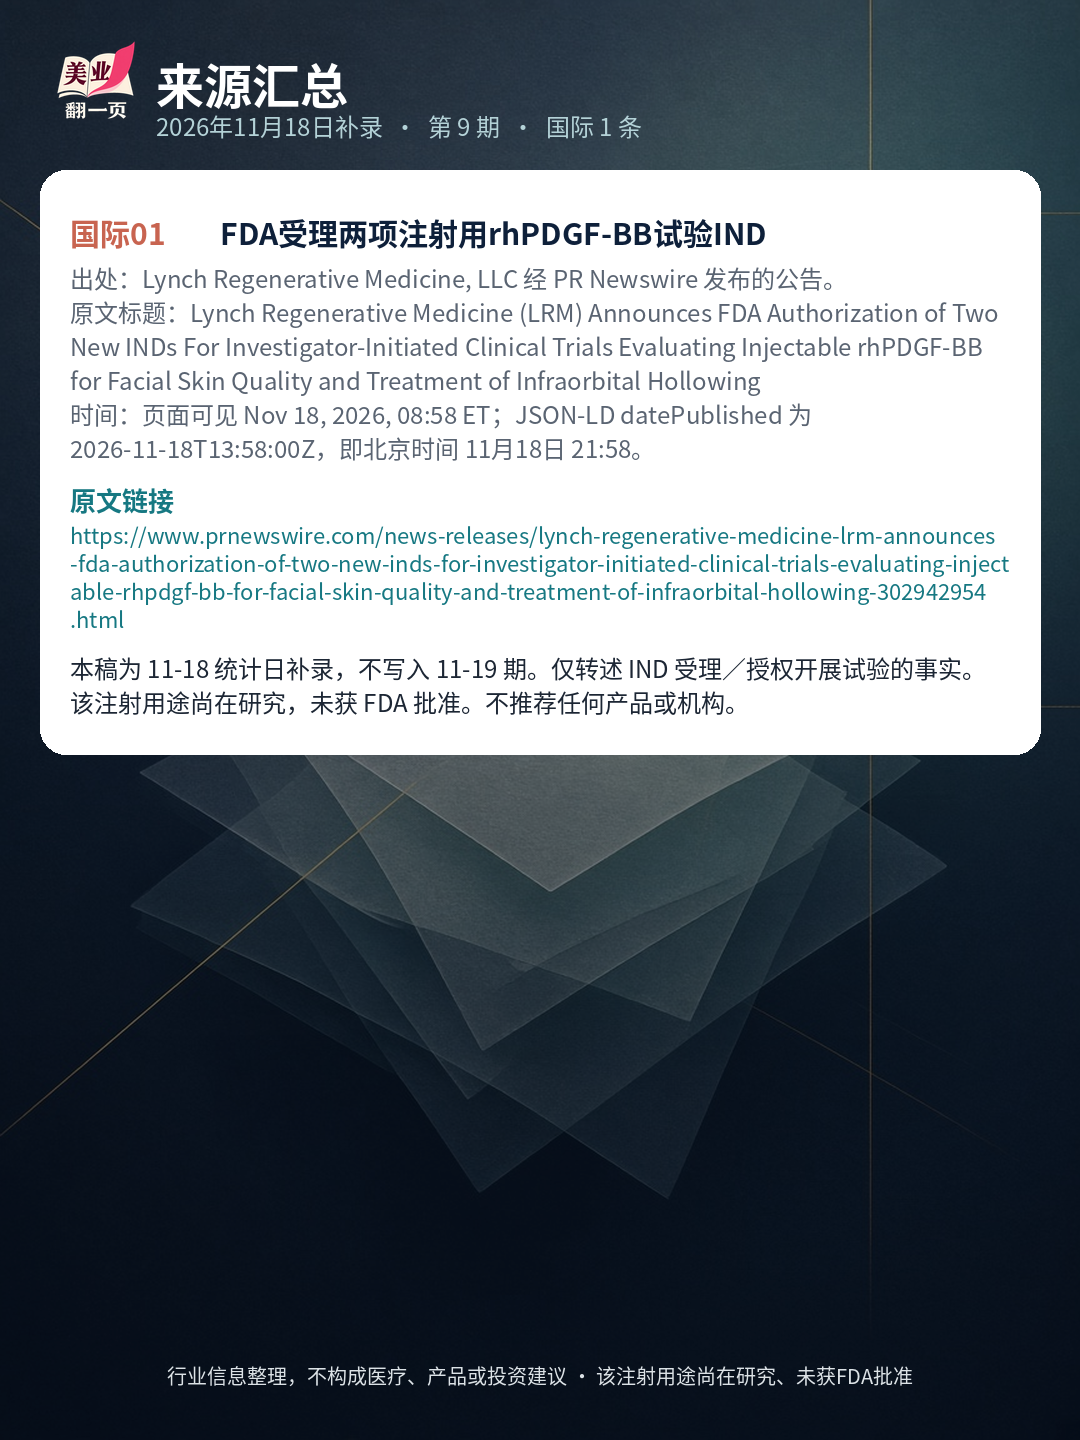 美业
翻一页
来源汇总
2026年11月18日补录 · 第 9 期 · 国际 1 条
国际01 FDA受理两项注射用rhPDGF-BB试验IND
出处：Lynch Regenerative Medicine, LLC 经 PR Newswire 发布的公告。
原文标题：Lynch Regenerative Medicine (LRM) Announces FDA Authorization of Two
New INDs For Investigator-Initiated Clinical Trials Evaluating Injectable rhPDGF-BB
for Facial Skin Quality and Treatment of Infraorbital Hollowing
时间：页面可见 Nov 18, 2026, 08:58 ET；JSON-LD datePublished 为
2026-11-18T13:58:00Z，即北京时间 11月18日 21:58。
原文链接
https://www.prnewswire.com/news-releases/lynch-regenerative-medicine-lrm-announces
-fda-authorization-of-two-new-inds-for-investigator-initiated-clinical-trials-evaluating-inject
able-rhpdgf-bb-for-facial-skin-quality-and-treatment-of-infraorbital-hollowing-302942954
.html
本稿为 11-18 统计日补录，不写入 11-19 期。仅转述 IND 受理／授权开展试验的事实。
该注射用途尚在研究，未获 FDA 批准。不推荐任何产品或机构。
行业信息整理，不构成医疗、产品或投资建议 · 该注射用途尚在研究、未获FDA批准